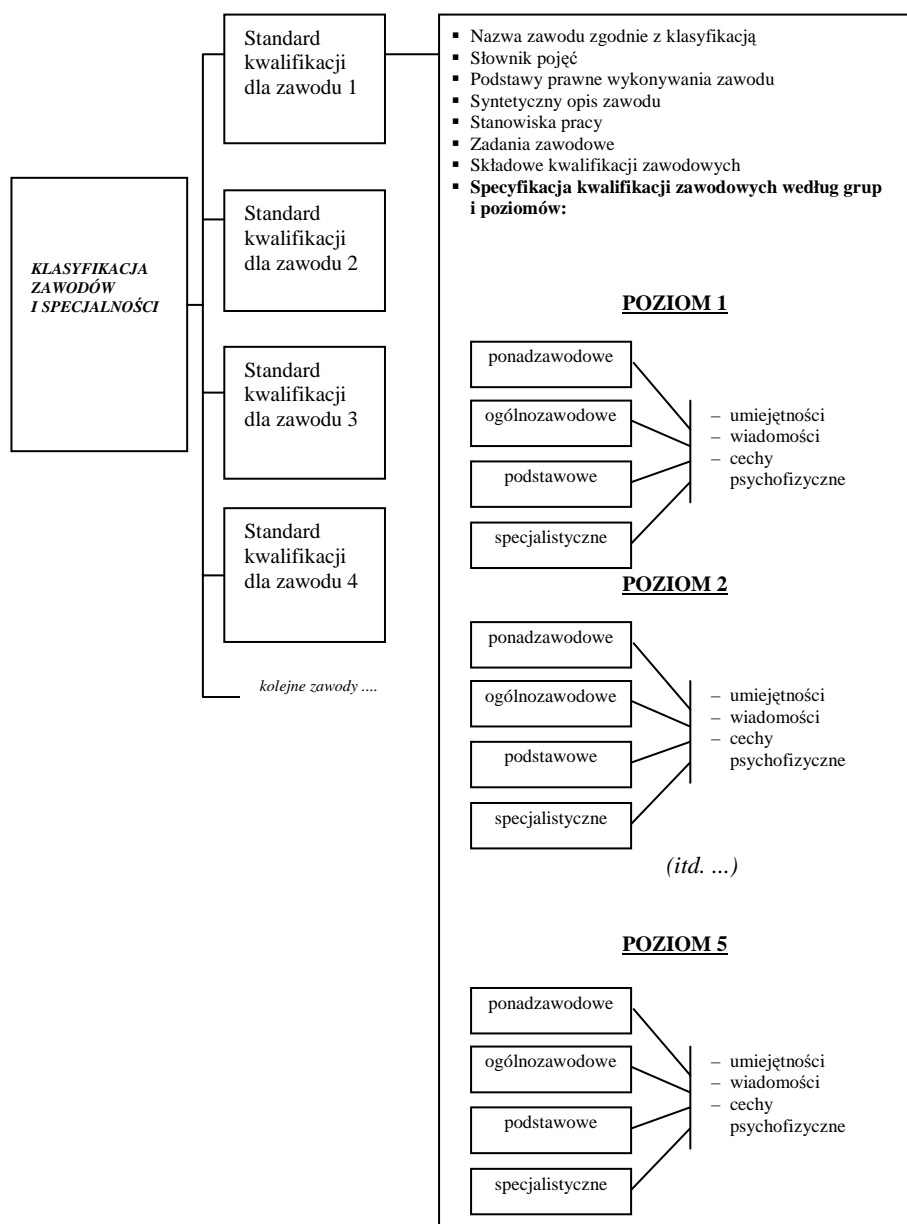 KLASYFIKACJA
ZAWODÓW
I SPECJALNOŚCI
Standard
kwalifikacji
dla zawodu 1
Standard
kwalifikacji
dla zawodu 2
Standard
kwalifikacji
dla zawodu 3
Standard
kwalifikacji
dla zawodu 4
kolejne zawody ....
▪ Nazwa zawodu zgodnie z klasyfikacją
▪ Słownik pojęć
▪ Podstawy prawne wykonywania zawodu
▪ Syntetyczny opis zawodu
▪ Stanowiska pracy
▪ Zadania zawodowe
▪ Składowe kwalifikacji zawodowych
▪ Specyfikacja kwalifikacji zawodowych według grup
i poziomów:
POZIOM 1
ponadzawodowe
ogólnozawodowe
podstawowe
specjalistyczne
– umiejętności
– wiadomości
– cechy
psychofizyczne
POZIOM 2
ponadzawodowe
ogólnozawodowe
podstawowe
specjalistyczne
– umiejętności
– wiadomości
– cechy
psychofizyczne
(itd. ...)
POZIOM 5
ponadzawodowe
ogólnozawodowe
podstawowe
specjalistyczne
– umiejętności
– wiadomości
– cechy
psychofizyczne